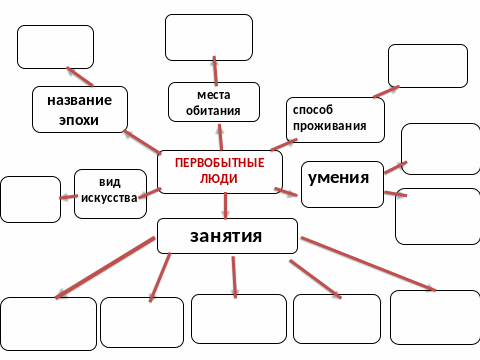 места
обитания
название
эпохи
способ
проживания
ПЕРВОБЫТНЫЕ
ЛЮДИ
вид
искусства
умения
занятия